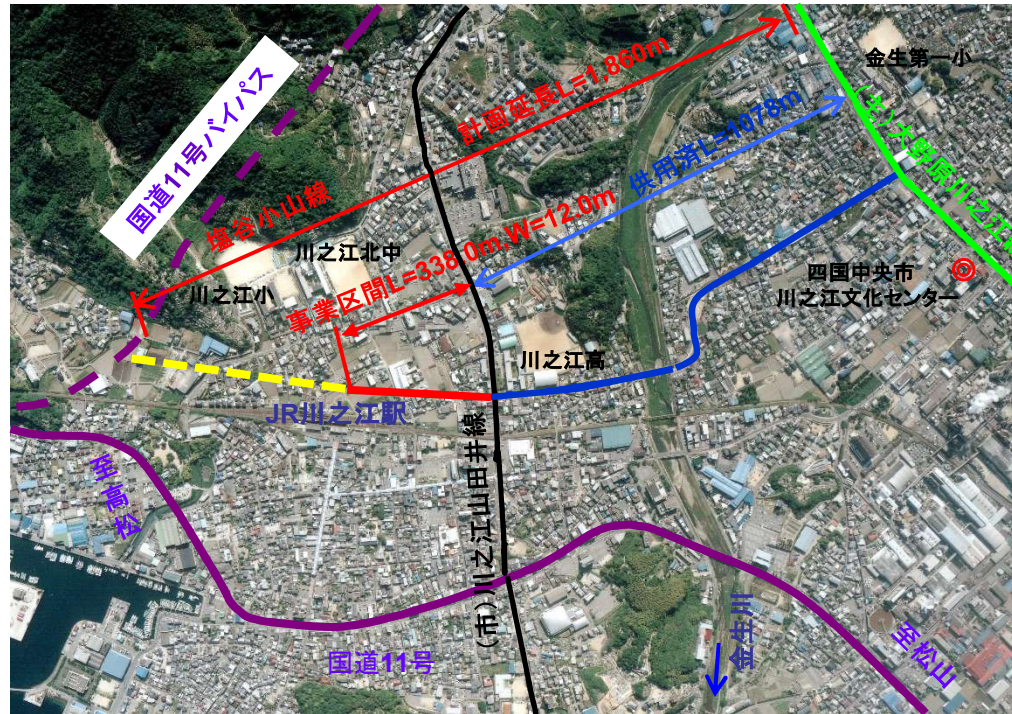 国道11号バイパス
金生第一小
計画延長L=1,860m
(主)大野原川之江
供用済L=1078m
塩谷小山線
川之江北中
川之江小
事業区間L=338.0m,W=12.0m
四国中央市
川之江文化センター
川之江高
JR川之江駅
(市)川之江山田井線
至高松
国道11号
金生川
至松山